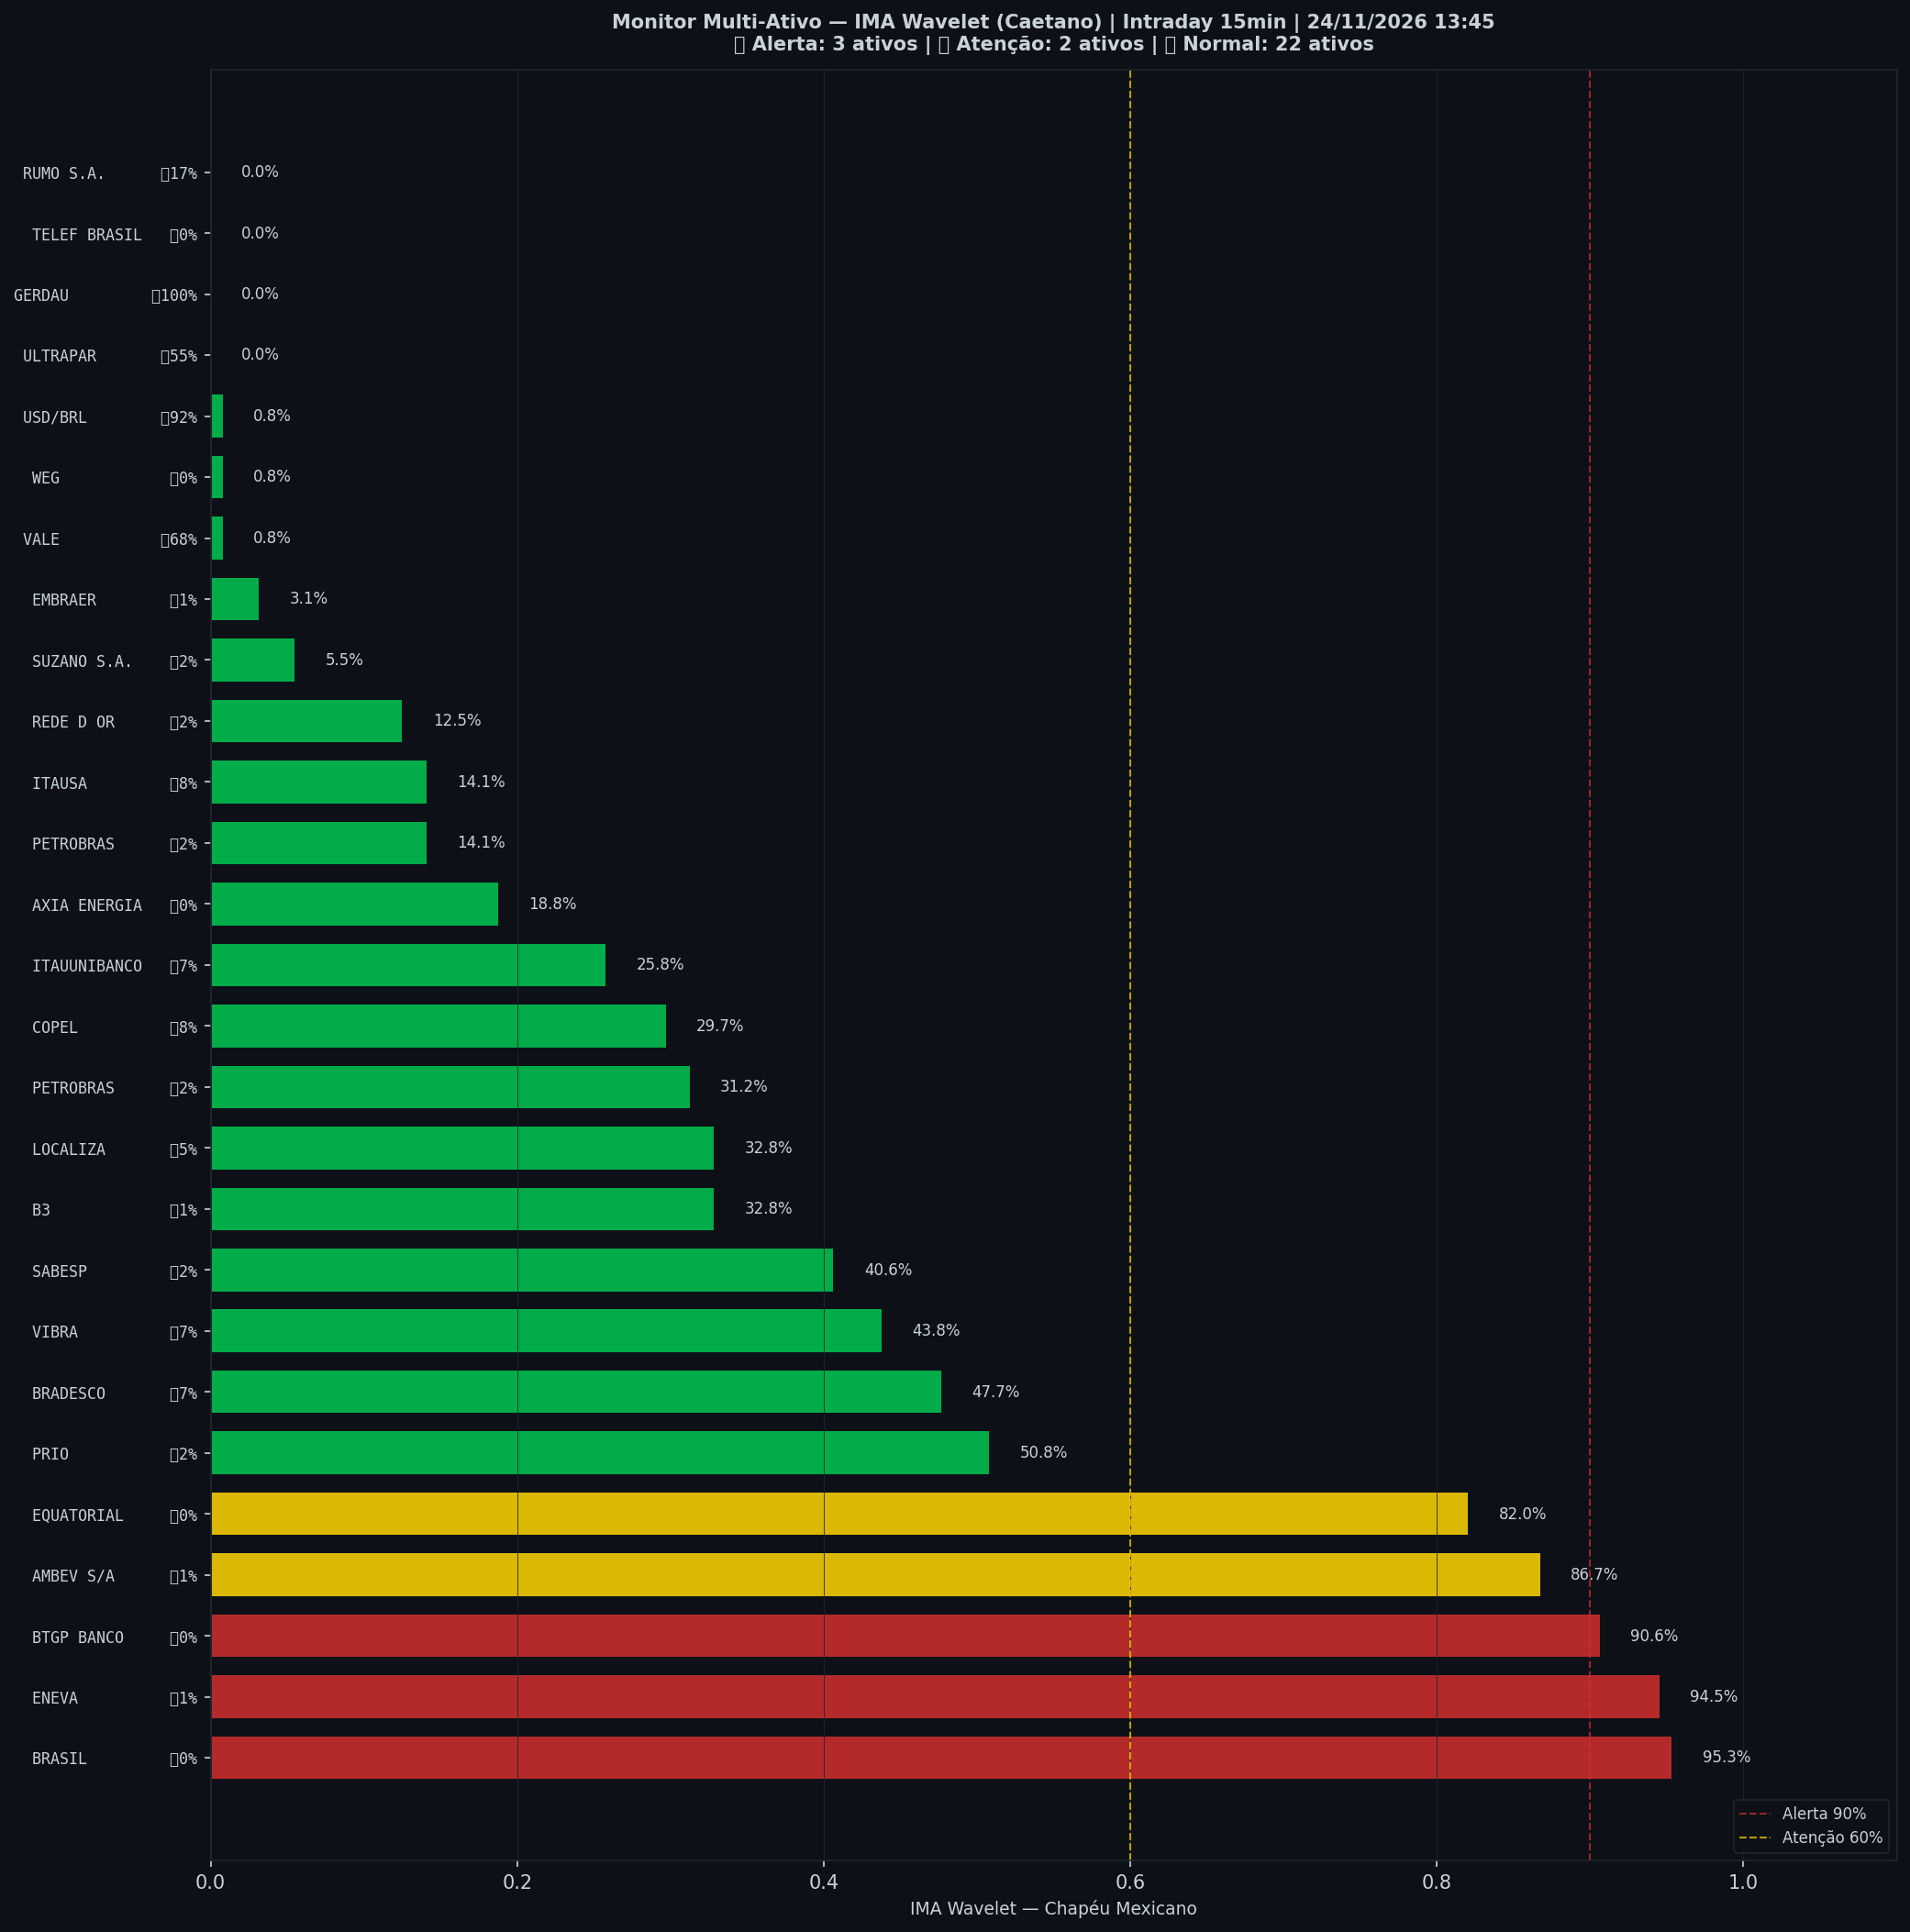 Monitor Multi-Ativo — IMA Wavelet (Caetano) | Intraday 15min | 24/11/2026 13:45
Alerta: 3 ativos | Atenção: 2 ativos | Normal: 22 ativos
RUMO S.A. 17% 0.0%
TELEF BRASIL 0% 0.0%
GERDAU 100% 0.0%
ULTRAPAR 55% 0.0%
USD/BRL 92% 0.8%
WEG 0% 0.8%
VALE 68% 0.8%
EMBRAER 1% 3.1%
SUZANO S.A. 2% 5.5%
REDE D OR 2% 12.5%
ITAUSA 8% 14.1%
PETROBRAS 2% 14.1%
AXIA ENERGIA 0% 18.8%
ITAUUNIBANCO 7% 25.8%
COPEL 8% 29.7%
PETROBRAS 2% 31.2%
LOCALIZA 5% 32.8%
B3 1% 32.8%
SABESP 2% 40.6%
VIBRA 7% 43.8%
BRADESCO 7% 47.7%
PRIO 2% 50.8%
EQUATORIAL 0% 82.0%
AMBEV S/A 1% 86.7%
BTGP BANCO 0% 90.6%
ENEVA 1% 94.5%
BRASIL 0% 95.3%
Alerta 90%
Atenção 60%
0.0 0.2 0.4 0.6 0.8 1.0
IMA Wavelet — Chapéu Mexicano